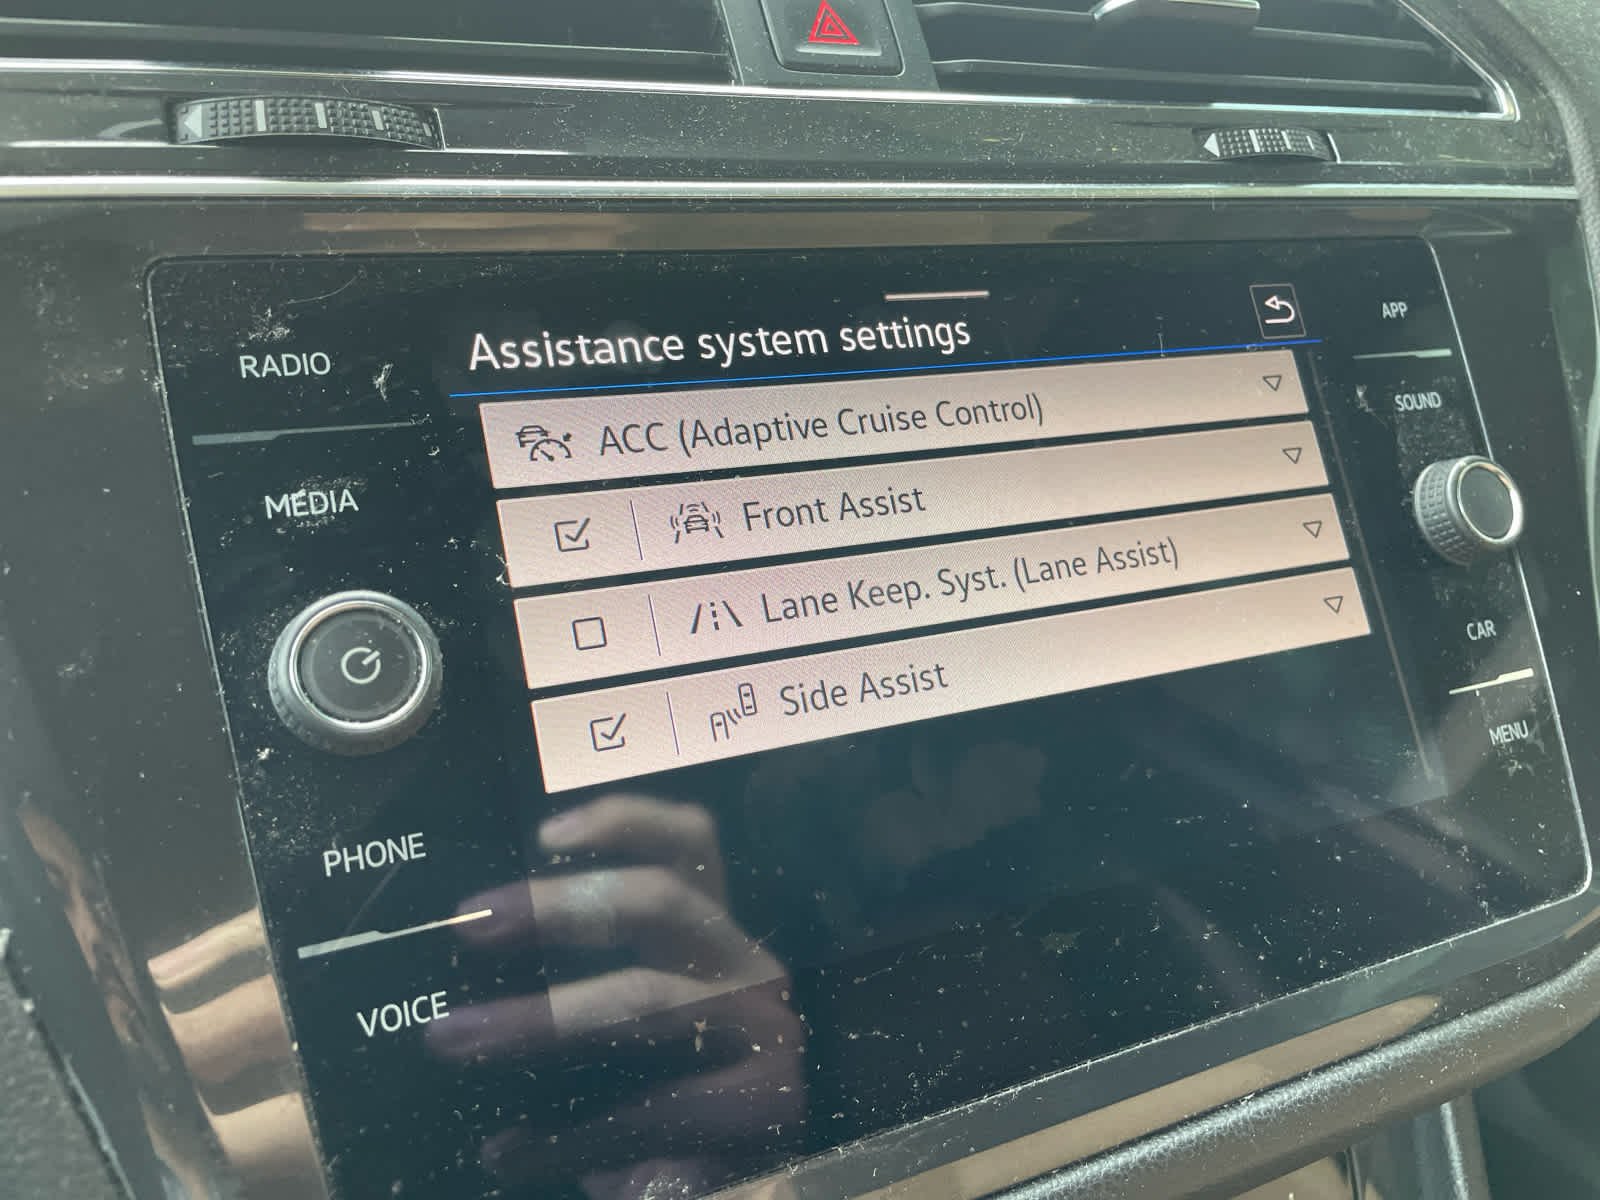 Assistance system settings
ACC (Adaptive Cruise Control)
Front Assist
Lane Keep. Syst. (Lane Assist)
Side Assist
RADIO
MEDIA
PHONE
VOICE
APP
SOUND
CAR
MENU